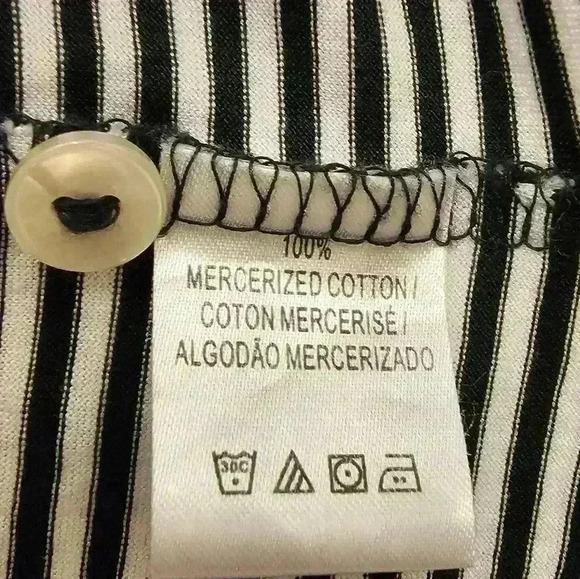 100%
MERCERIZED COTTON /
COTON MERCERISÉ /
ALGODÃO MERCERIZADO
30C